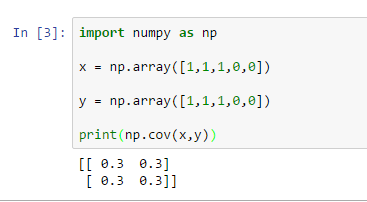 In [3]: import numpy as np
x = np.array([1,1,1,0,0])
y = np.array([1,1,1,0,0])
print(np.cov(x,y))
[[ 0.3  0.3]
 [ 0.3  0.3]]